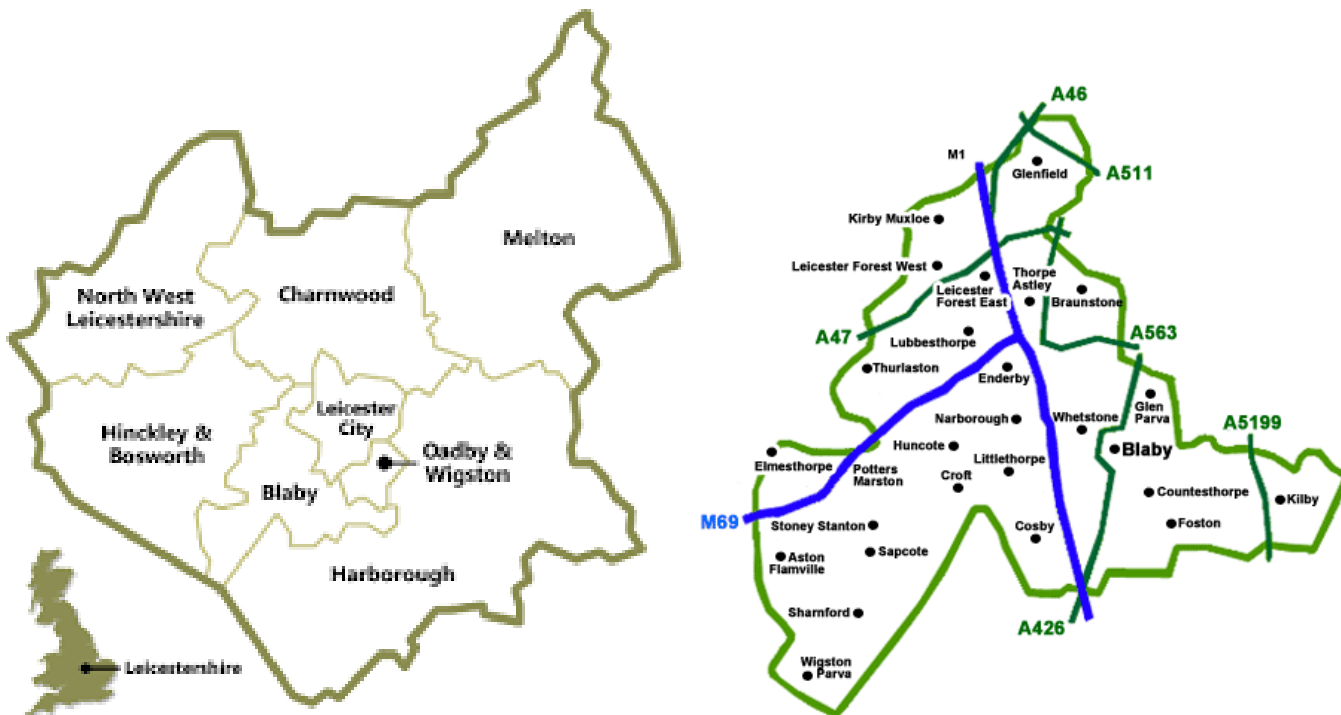 Melton
Charnwood
North West
Leicestershire
Leicester
City
Hinckley &
Bosworth
Oadby &
Wigston
Blaby
Harborough
Leicestershire
A46
M1
Glenfield
A511
Kirby Muxloe
Leicester Forest West
Thorpe
Astley
Leicester
Forest East
Braunstone
A47
Lubbesthorpe
A563
Thurlaston
Enderby
Glen
Parva
Narborough
Whetstone
A5199
Huncote
Blaby
Elmesthorpe
Potters
Marston
Littlethorpe
Croft
Countesthorpe
Kilby
M69
Stoney Stanton
Cosby
Foston
Aston
Flamville
Sapcote
Sharnford
A426
Wigston
Parva